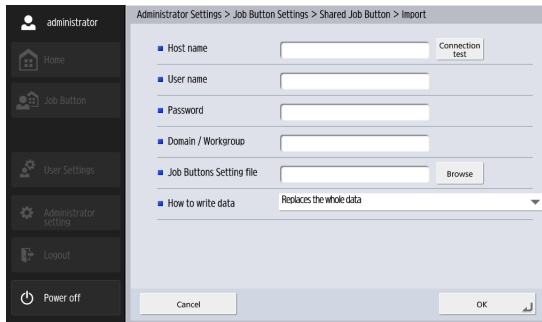 administrator
Administrator Settings > Job Button Settings > Shared Job Button > Import
Home
Job Button
User Settings
Administrator
setting
Logout
Power off
Host name
Connection
test
User name
Password
Domain / Workgroup
Job Buttons Setting file
Browse
How to write data
Replaces the whole data
Cancel
OK